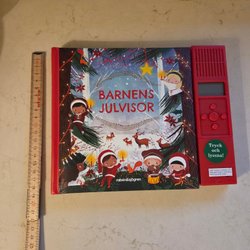 BARNENS
JULVISOR
rabén&sjögren
Tryck
och
lyssna!